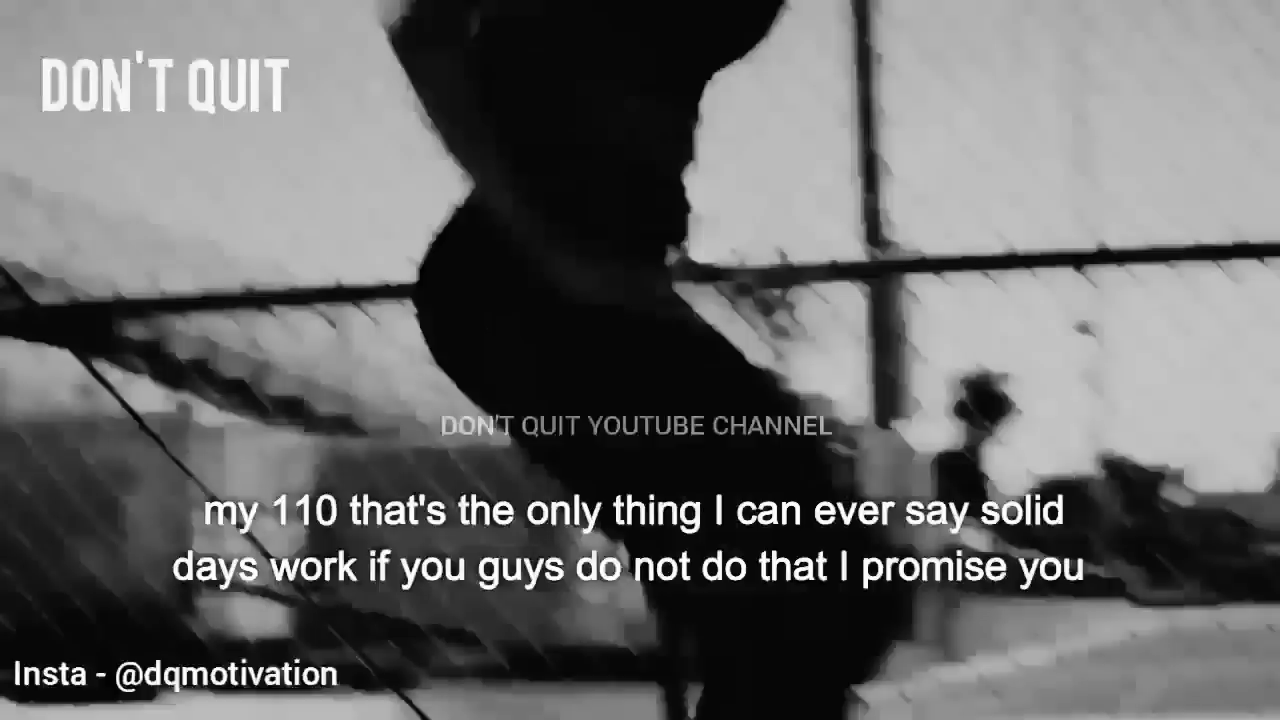 DON'T QUIT
DON'T QUIT YOUTUBE CHANNEL
my 110 that's the only thing I can ever say solid
days work if you guys do not do that I promise you
Insta - @dqmotivation